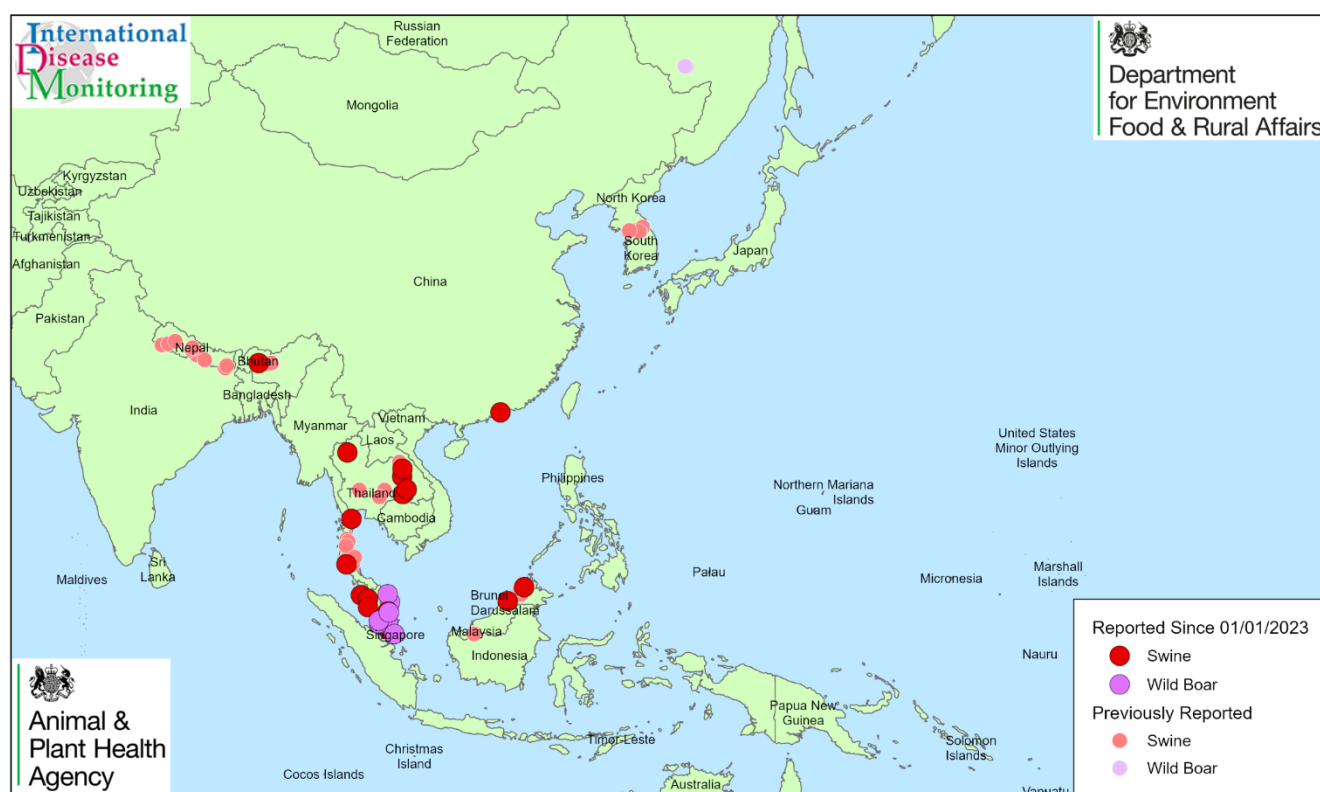 International
Disease
Monitoring
Russian
Federation
Department
for Environment
Food & Rural Affairs
Mongolia
Kyrgyzstan
Uzbekistan
Tajikistan
Turkmenistan
Afghanistan
North Korea
South
Korea
Japan
China
Pakistan
Nepal
Bhutan
Bangladesh
India
Myanmar
Vietnam
Laos
United States
Minor Outlying
Islands
Philippines
Northern Mariana
Islands
Guam
Thailand
Cambodia
Sri
Lanka
Maldives
Palau
Micronesia
Marshall
Islands
Brunei
Darussalam
Malaysia
Singapore
Indonesia
Nauru
Papua New
Guinea
Solomon
Islands
Timor-Leste
Christmas
Island
Cocos Islands
Australia
Vanuatu
Reported Since 01/01/2023
Swine
Wild Boar
Previously Reported
Swine
Wild Boar
Animal &
Plant Health
Agency